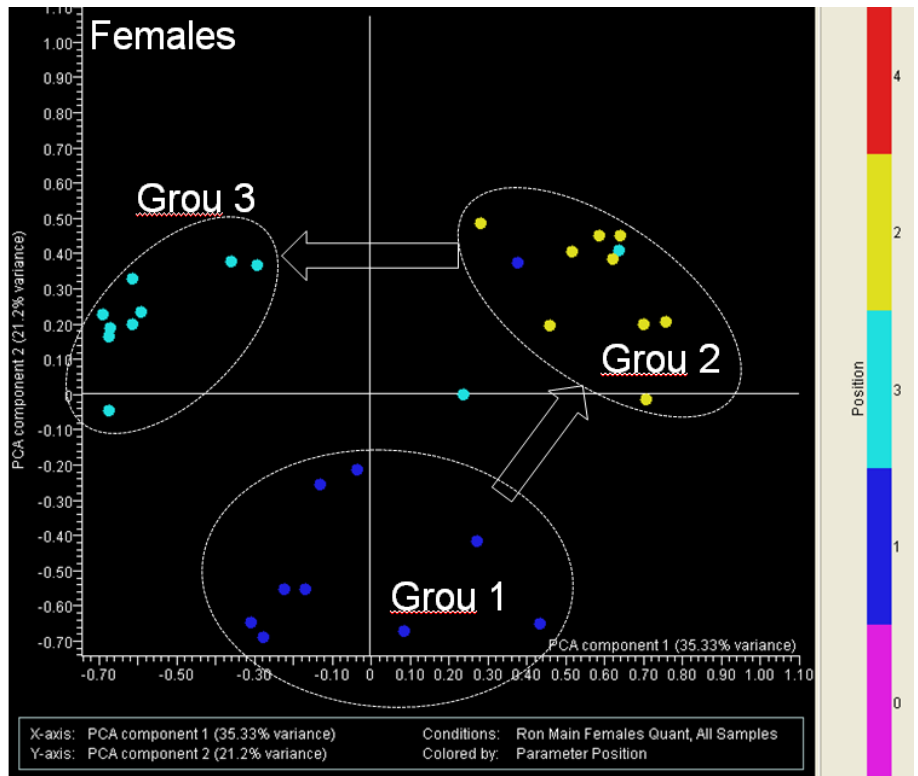 1.10
Females
1.00
0.90
0.80
0.70
0.60
Grou 3
0.50
0.40
0.30
0.20
Grou 2
0.10
0
-0.10
-0.20
-0.30
-0.40
-0.50
Grou 1
-0.60
-0.70
PCA component 2 (21.2% variance)
PCA component 1 (35.33% variance)
-0.70 -0.50 -0.30 -0.10 0 0.10 0.20 0.30 0.40 0.50 0.60 0.70 0.80 0.90 1.00 1.10
X-axis: PCA component 1 (35.33% variance) Conditions: Ron Main Females Quant, All Samples
Y-axis: PCA component 2 (21.2% variance) Colored by: Parameter Position
Position
4
2
3
1
0